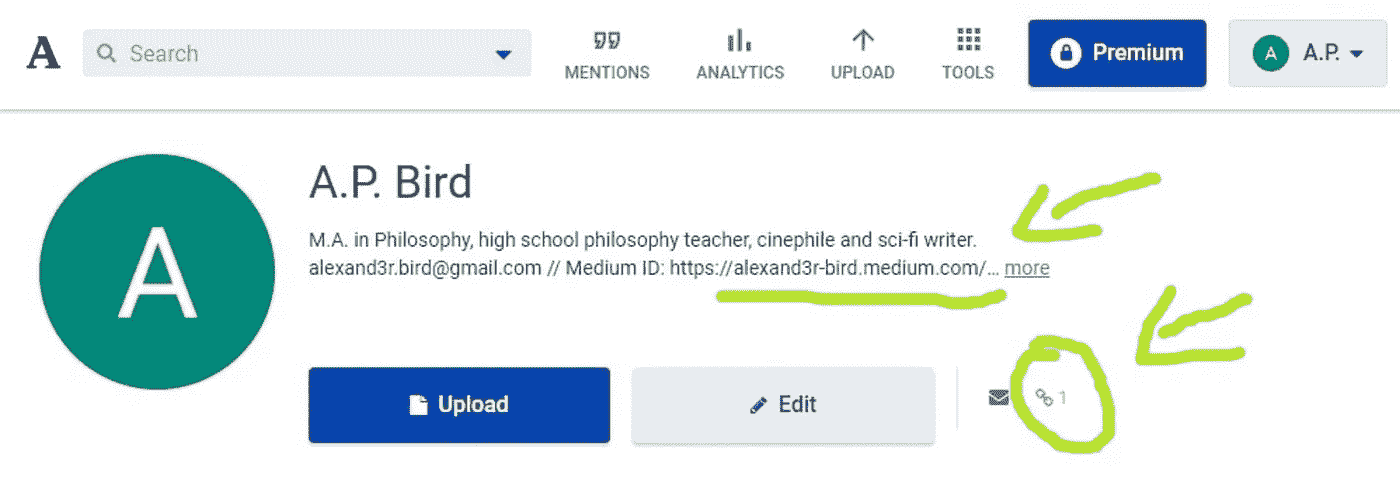 A
Search
MENTIONS
ANALYTICS
UPLOAD
TOOLS
Premium
A
A.P.
A
A.P. Bird
M.A. in Philosophy, high school philosophy teacher, cinephile and sci-fi writer.
alexand3r.bird@gmail.com // Medium ID: https://alexand3r-bird.medium.com/... more
Upload
Edit
1